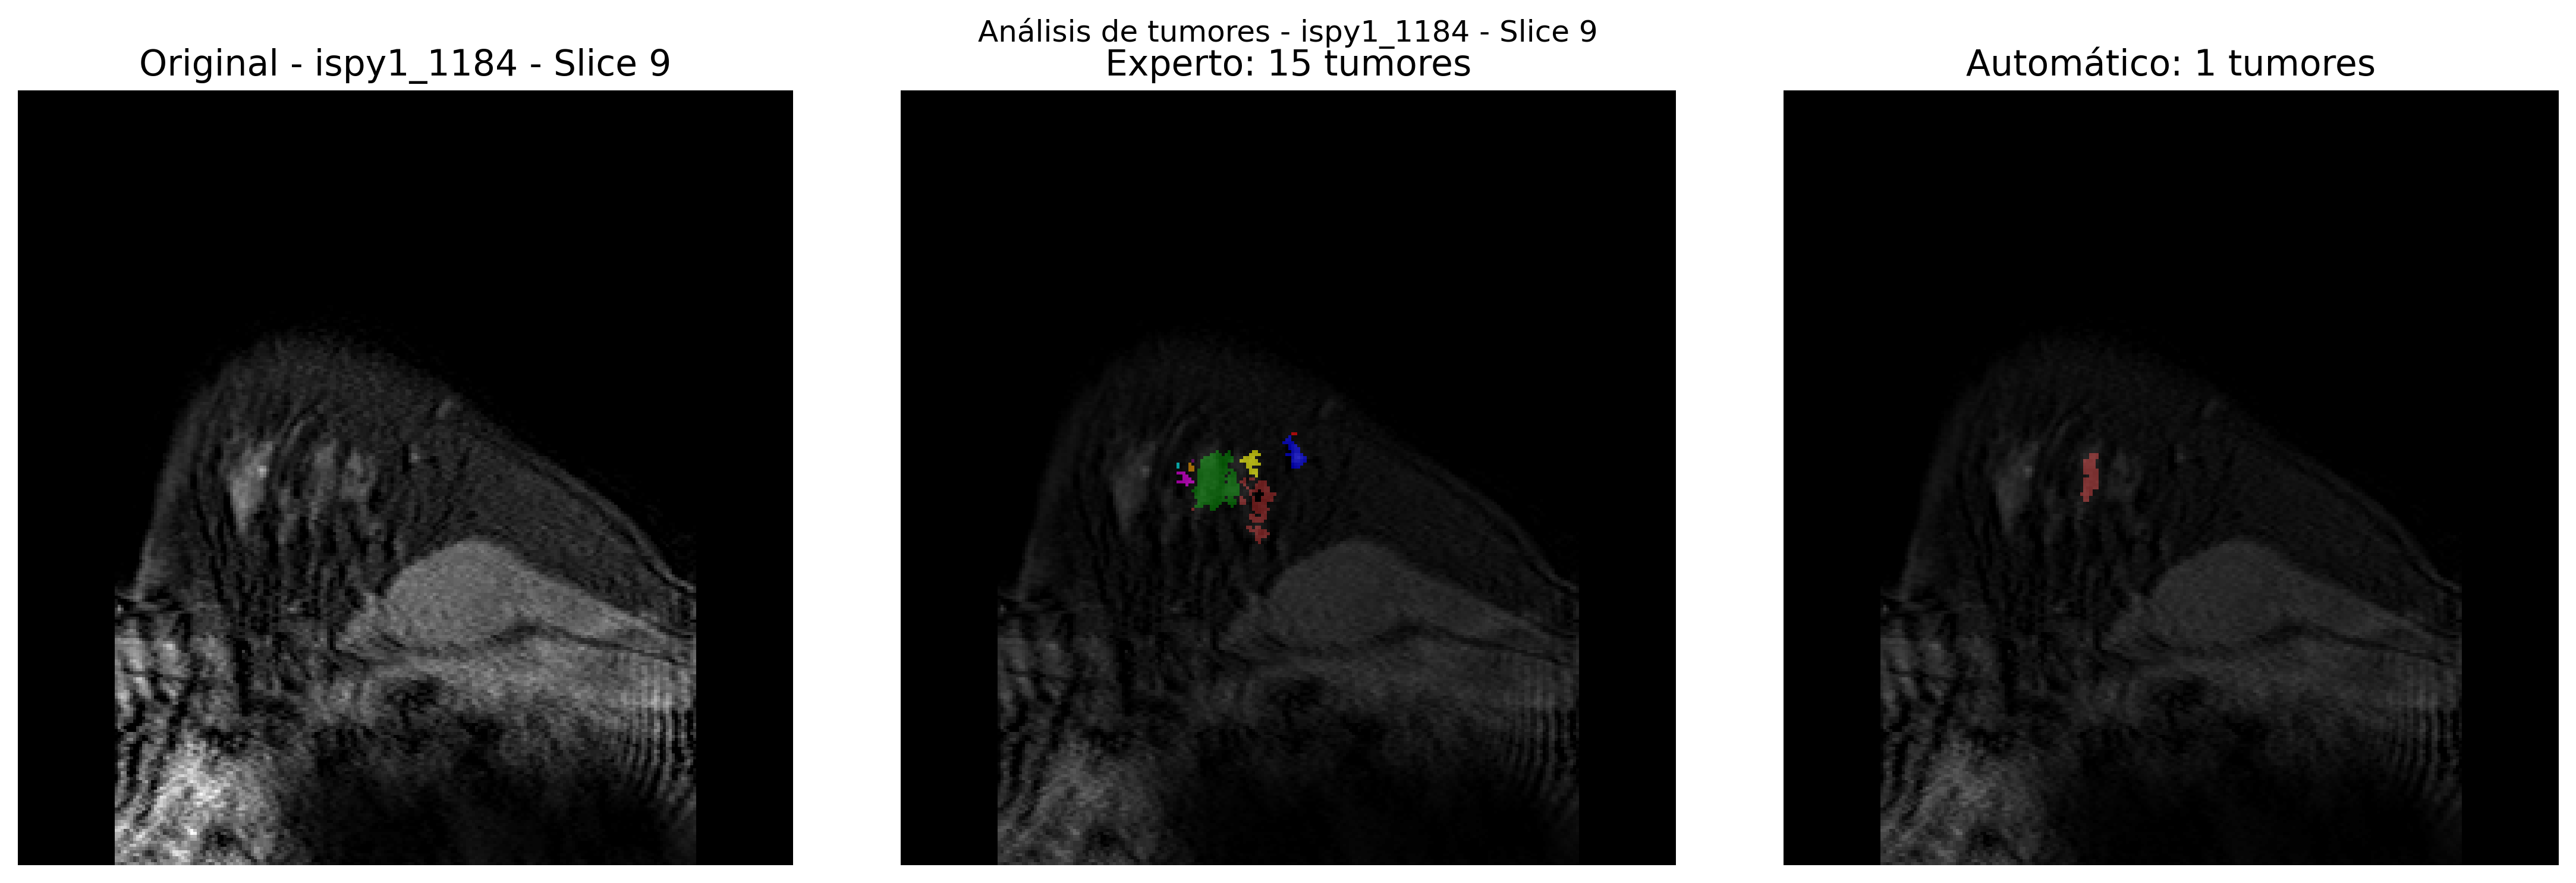 Análisis de tumores - ispy1_1184 - Slice 9
Original - ispy1_1184 - Slice 9
Experto: 15 tumores
Automático: 1 tumores